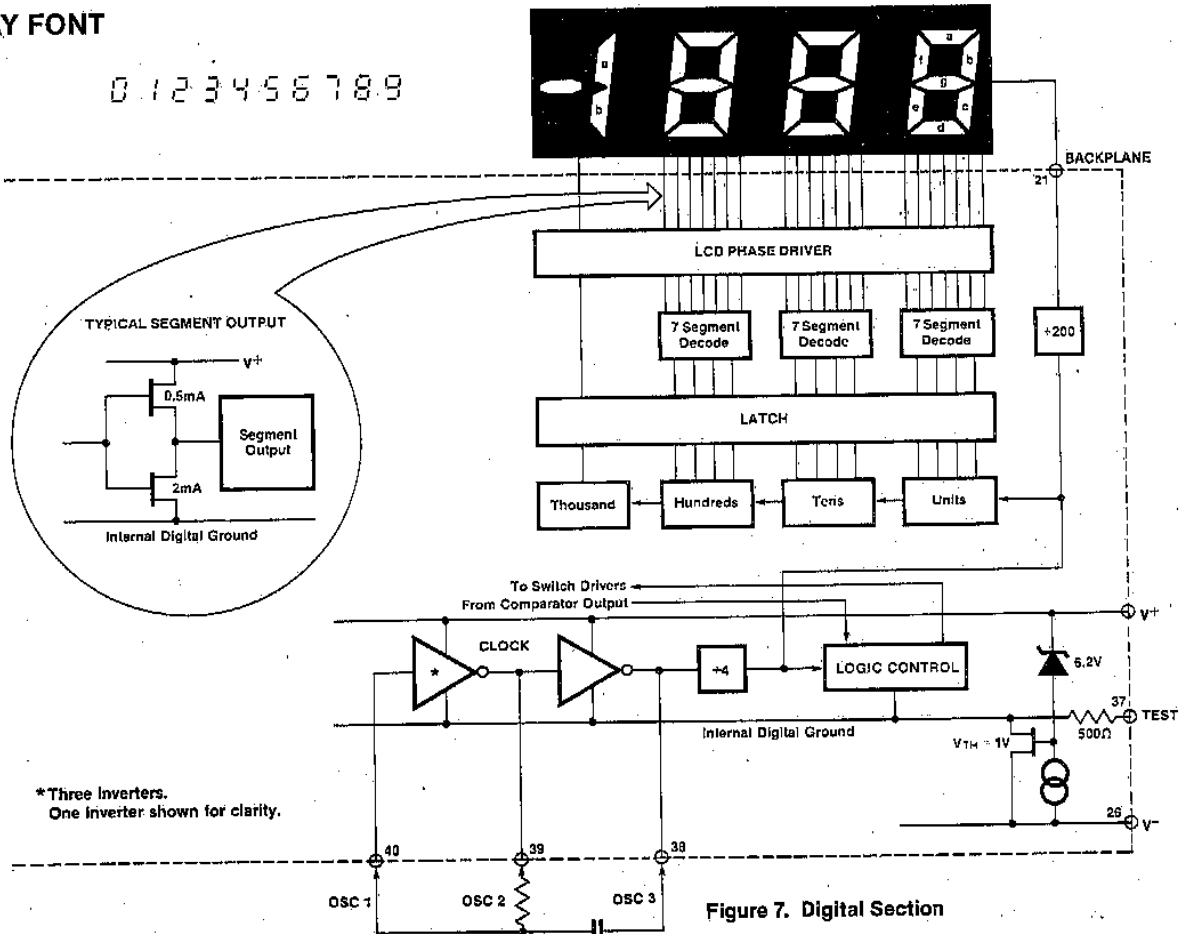 Y FONT
0 1 2 3 4 5 6 7 8 9
a
b
a
f
b
g
e
c
d
BACKPLANE
21
LCD PHASE DRIVER
TYPICAL SEGMENT OUTPUT
V+
0.5mA
Segment
Output
2mA
Internal Digital Ground
7 Segment
Decode
7 Segment
Decode
7 Segment
Decode
÷200
LATCH
Thousand
Hundreds
Tens
Units
To Switch Drivers
From Comparator Output
V+
CLOCK
*
÷4
LOGIC CONTROL
6.2V
37
TEST
500Ω
Internal Digital Ground
VTH = 1V
26
V-
*Three Inverters.
One inverter shown for clarity.
40
39
38
OSC 1
OSC 2
OSC 3
Figure 7. Digital Section